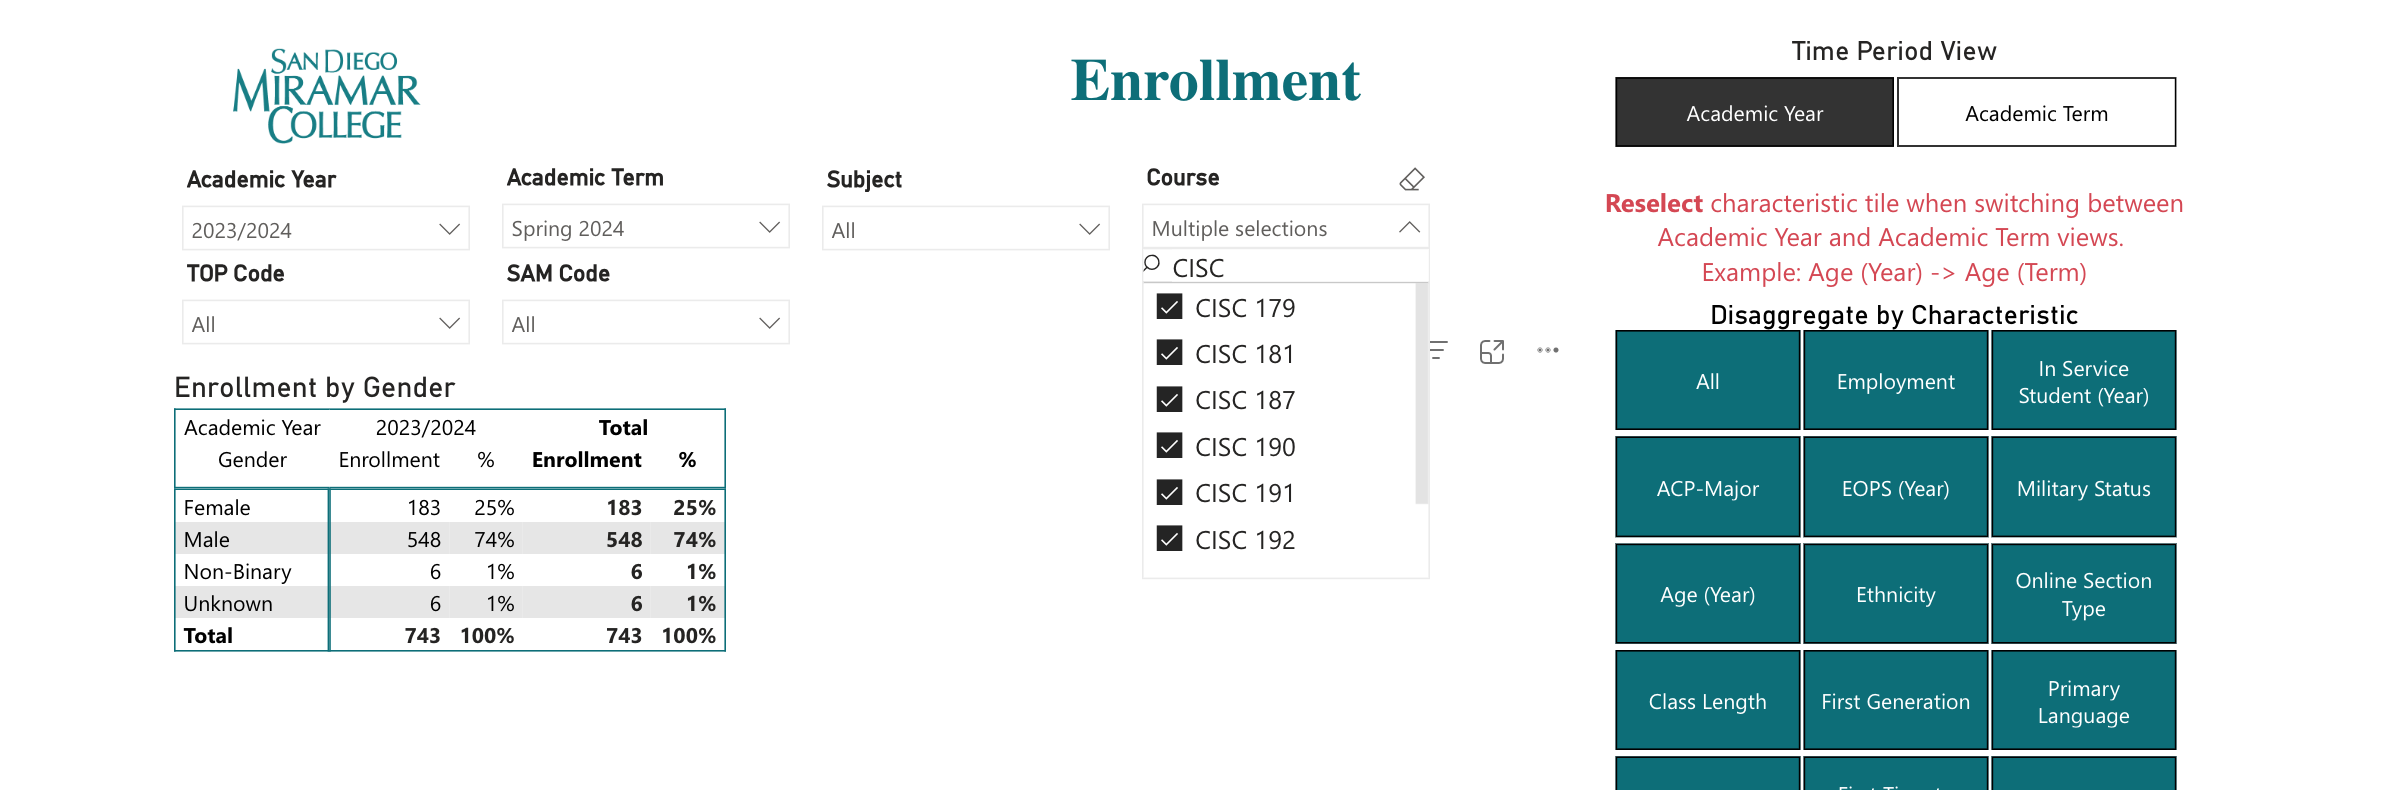 SAN DIEGO
MIRAMAR
COLLEGE
Enrollment
Time Period View
Academic Year
Academic Term
Academic Year
Academic Term
Subject
Course
2023/2024
Spring 2024
All
Multiple selections
Reselect characteristic tile when switching between
Academic Year and Academic Term views.
Example: Age (Year) -> Age (Term)
TOP Code
SAM Code
All
All
CISC
CISC 179
CISC 181
CISC 187
CISC 190
CISC 191
CISC 192
Enrollment by Gender
Academic Year 2023/2024 Total
Gender Enrollment % Enrollment %
Female 183 25% 183 25%
Male 548 74% 548 74%
Non-Binary 6 1% 6 1%
Unknown 6 1% 6 1%
Total 743 100% 743 100%
Disaggregate by Characteristic
All
Employment
In Service
Student (Year)
ACP-Major
EOPS (Year)
Military Status
Age (Year)
Ethnicity
Online Section
Type
Class Length
First Generation
Primary
Language